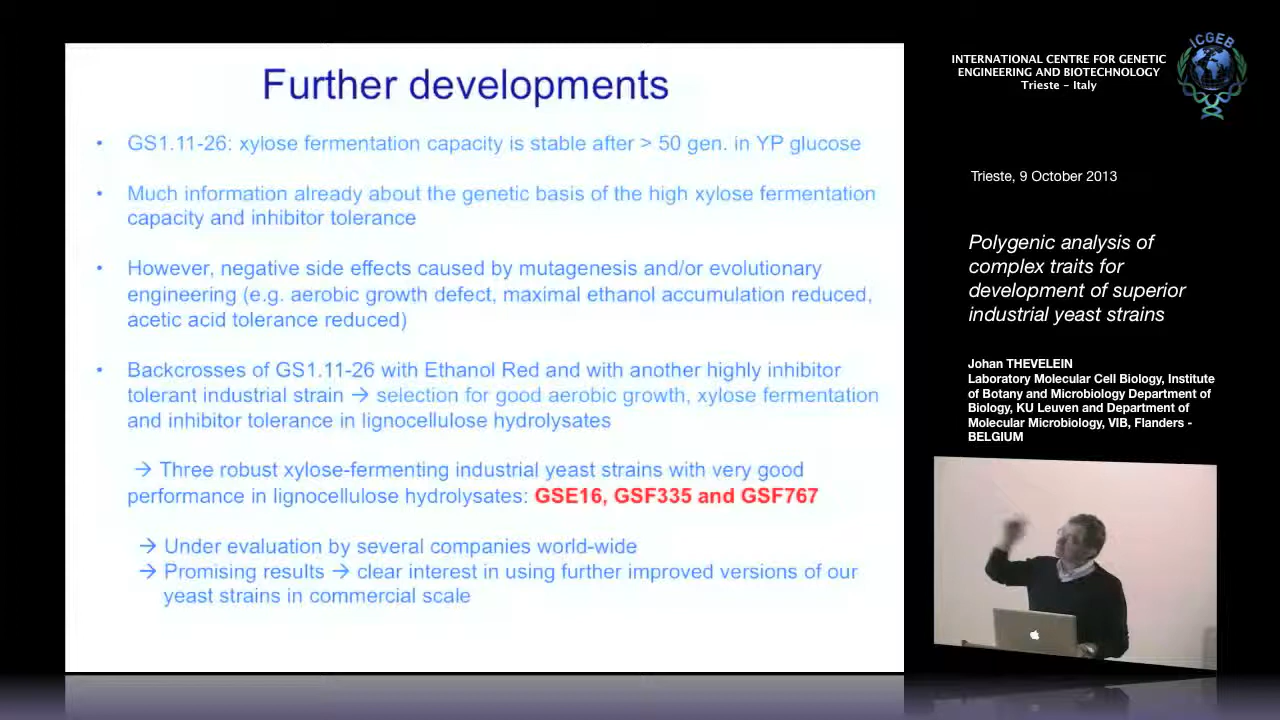 Further developments
• GS1.11-26: xylose fermentation capacity is stable after > 50 gen. in YP glucose
• Much information already about the genetic basis of the high xylose fermentation
capacity and inhibitor tolerance
• However, negative side effects caused by mutagenesis and/or evolutionary
engineering (e.g. aerobic growth defect, maximal ethanol accumulation reduced,
acetic acid tolerance reduced)
• Backcrosses of GS1.11-26 with Ethanol Red and with another highly inhibitor
tolerant industrial strain → selection for good aerobic growth, xylose fermentation
and inhibitor tolerance in lignocellulose hydrolysates
→ Three robust xylose-fermenting industrial yeast strains with very good
performance in lignocellulose hydrolysates: GSE16, GSF335 and GSF767
→ Under evaluation by several companies world-wide
→ Promising results → clear interest in using further improved versions of our
yeast strains in commercial scale
INTERNATIONAL CENTRE FOR GENETIC
ENGINEERING AND BIOTECHNOLOGY
Trieste - Italy
ICGEB
Trieste, 9 October 2013
Polygenic analysis of
complex traits for
development of superior
industrial yeast strains
Johan THEVELEIN
Laboratory Molecular Cell Biology, Institute
of Botany and Microbiology Department of
Biology, KU Leuven and Department of
Molecular Microbiology, VIB, Flanders -
BELGIUM